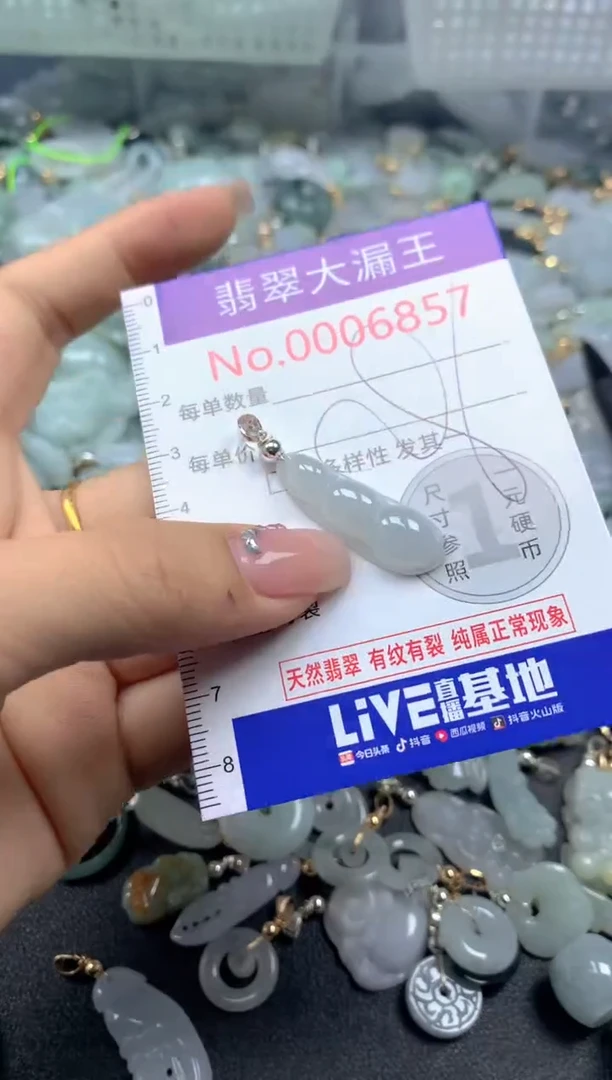 翡翠大漏王
No.0006857
每单数量
每单价
多样性 发其
尺寸参照
一元硬币
1
天然翡翠 有纹有裂 纯属正常现象
LiVE直播基地
今日头条 抖音 西瓜视频 抖音火山版
0
1
2
3
4
7
8